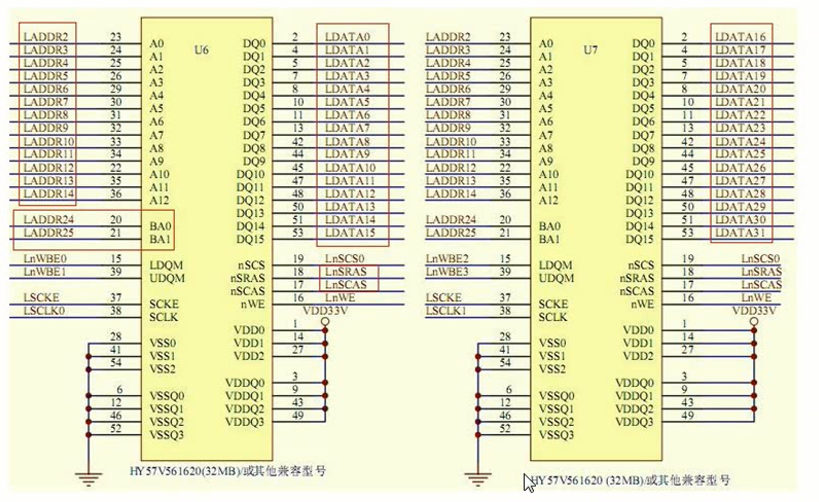 LADDR2 23 A0 U6 DQ0 2 LDATA0
LADDR3 24 A1 DQ1 4 LDATA1
LADDR4 25 A2 DQ2 5 LDATA2
LADDR5 26 A3 DQ3 7 LDATA3
LADDR6 29 A4 DQ4 8 LDATA4
LADDR7 30 A5 DQ5 10 LDATA5
LADDR8 31 A6 DQ6 11 LDATA6
LADDR9 32 A7 DQ7 13 LDATA7
LADDR10 33 A8 DQ8 42 LDATA8
LADDR11 34 A9 DQ9 44 LDATA9
LADDR12 22 A10 DQ10 45 LDATA10
LADDR13 35 A11 DQ11 47 LDATA11
LADDR14 36 A12 DQ12 48 LDATA12
DQ13 50 LDATA13
LADDR24 20 BA0 DQ14 51 LDATA14
LADDR25 21 BA1 DQ15 53 LDATA15
LnWBE0 15 LDQM nSCS 19 LnSCS0
LnWBE1 39 UDQM nSRAS 18 LnSRAS
nSCAS 17 LnSCAS
LSCKE 37 SCKE nWE 16 LnWE
LSCLK0 38 SCLK VDD33V
VDD0 1
28 VSS0 VDD1 14
41 VSS1 VDD2 27
54 VSS2
VDDQ0 3
6 VSSQ0 VDDQ1 9
12 VSSQ1 VDDQ2 43
46 VSSQ2 VDDQ3 49
52 VSSQ3
HY57V561620(32MB)/或其他兼容型号
LADDR2 23 A0 U7 DQ0 2 LDATA16
LADDR3 24 A1 DQ1 4 LDATA17
LADDR4 25 A2 DQ2 5 LDATA18
LADDR5 26 A3 DQ3 7 LDATA19
LADDR6 29 A4 DQ4 8 LDATA20
LADDR7 30 A5 DQ5 10 LDATA21
LADDR8 31 A6 DQ6 11 LDATA22
LADDR9 32 A7 DQ7 13 LDATA23
LADDR10 33 A8 DQ8 42 LDATA24
LADDR11 34 A9 DQ9 44 LDATA25
LADDR12 22 A10 DQ10 45 LDATA26
LADDR13 35 A11 DQ11 47 LDATA27
LADDR14 36 A12 DQ12 48 LDATA28
DQ13 50 LDATA29
LADDR24 20 BA0 DQ14 51 LDATA30
LADDR25 21 BA1 DQ15 53 LDATA31
LnWBE2 15 LDQM nSCS 19 LnSCS0
LnWBE3 39 UDQM nSRAS 18 LnSRAS
nSCAS 17 LnSCAS
LSCKE 37 SCKE nWE 16 LnWE
LSCLK1 38 SCLK VDD33V
VDD0 1
28 VSS0 VDD1 14
41 VSS1 VDD2 27
54 VSS2
VDDQ0 3
6 VSSQ0 VDDQ1 9
12 VSSQ1 VDDQ2 43
46 VSSQ2 VDDQ3 49
52 VSSQ3
HY57V561620 (32MB)/或其他兼容型号